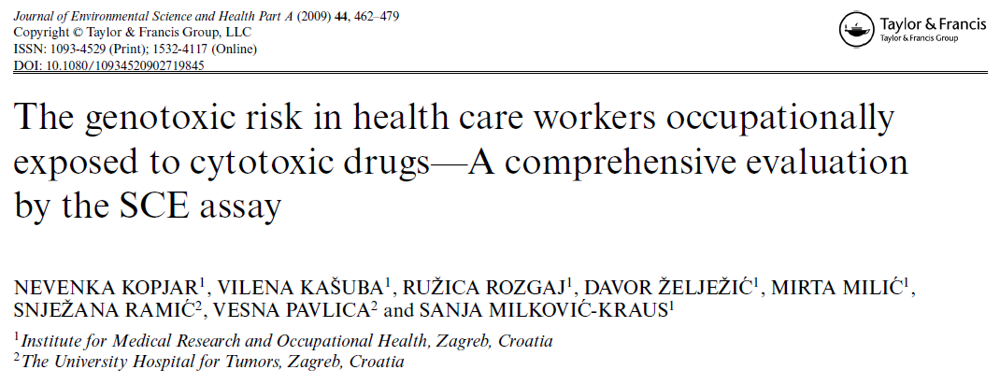 Journal of Environmental Science and Health Part A (2009) 44, 462–479
Copyright © Taylor & Francis Group, LLC
ISSN: 1093-4529 (Print); 1532-4117 (Online)
DOI: 10.1080/10934520902719845
Taylor & Francis
Taylor & Francis Group
The genotoxic risk in health care workers occupationally
exposed to cytotoxic drugs—A comprehensive evaluation
by the SCE assay
NEVENKA KOPJAR¹, VILENA KAŠUBA¹, RUŽICA ROZGAJ¹, DAVOR ŽELJEŽIĆ¹, MIRTA MILIĆ¹,
SNJEŽANA RAMIĆ², VESNA PAVLICA² and SANJA MILKOVIĆ-KRAUS¹
¹Institute for Medical Research and Occupational Health, Zagreb, Croatia
²The University Hospital for Tumors, Zagreb, Croatia